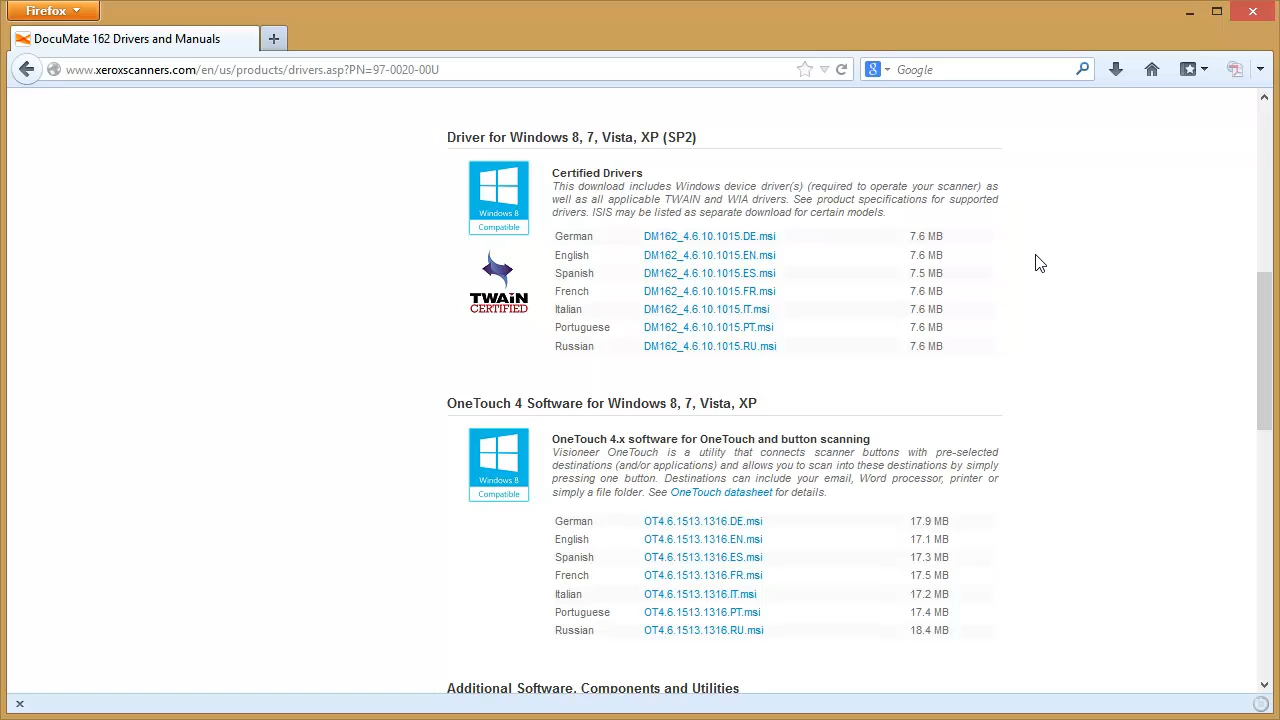 Firefox
DocuMate 162 Drivers and Manuals
www.xeroxscanners.com/en/us/products/drivers.asp?PN=97-0020-00U
Google
Driver for Windows 8, 7, Vista, XP (SP2)
Windows 8
Compatible
TWAIN
CERTIFIED
Certified Drivers
This download includes Windows device driver(s) (required to operate your scanner) as
well as all applicable TWAIN and WIA drivers. See product specifications for supported
drivers. ISIS may be listed as separate download for certain models.
German DM162_4.6.10.1015.DE.msi 7.6 MB
English DM162_4.6.10.1015.EN.msi 7.6 MB
Spanish DM162_4.6.10.1015.ES.msi 7.5 MB
French DM162_4.6.10.1015.FR.msi 7.6 MB
Italian DM162_4.6.10.1015.IT.msi 7.6 MB
Portuguese DM162_4.6.10.1015.PT.msi 7.6 MB
Russian DM162_4.6.10.1015.RU.msi 7.6 MB
OneTouch 4 Software for Windows 8, 7, Vista, XP
Windows 8
Compatible
OneTouch 4.x software for OneTouch and button scanning
Visioneer OneTouch is a utility that connects scanner buttons with pre-selected
destinations (and/or applications) and allows you to scan into these destinations by simply
pressing one button. Destinations can include your email, Word processor, printer or
simply a file folder. See OneTouch datasheet for details.
German OT4.6.1513.1316.DE.msi 17.9 MB
English OT4.6.1513.1316.EN.msi 17.1 MB
Spanish OT4.6.1513.1316.ES.msi 17.3 MB
French OT4.6.1513.1316.FR.msi 17.5 MB
Italian OT4.6.1513.1316.IT.msi 17.2 MB
Portuguese OT4.6.1513.1316.PT.msi 17.4 MB
Russian OT4.6.1513.1316.RU.msi 18.4 MB
Additional Software, Components and Utilities